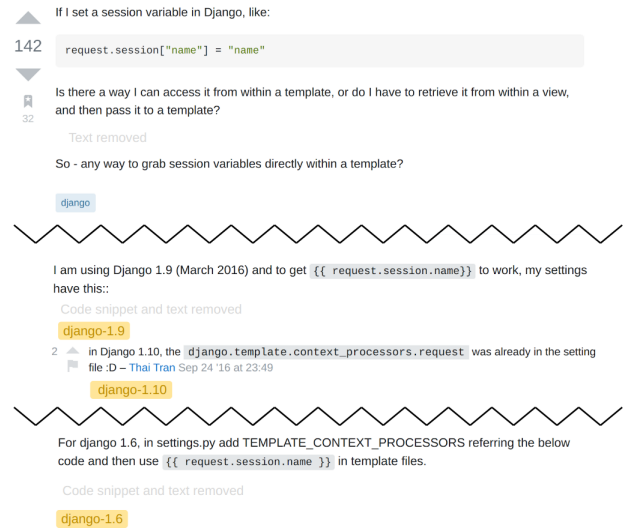 If I set a session variable in Django, like:
142
request.session["name"] = "name"
Is there a way I can access it from within a template, or do I have to retrieve it from within a view,
and then pass it to a template?
32
Text removed
So - any way to grab session variables directly within a template?
django
I am using Django 1.9 (March 2016) and to get {{ request.session.name}} to work, my settings
have this::
Code snippet and text removed
django-1.9
2 in Django 1.10, the django.template.context_processors.request was already in the setting
file :D – Thai Tran Sep 24 '16 at 23:49
django-1.10
For django 1.6, in settings.py add TEMPLATE_CONTEXT_PROCESSORS referring the below
code and then use {{ request.session.name }} in template files.
Code snippet and text removed
django-1.6